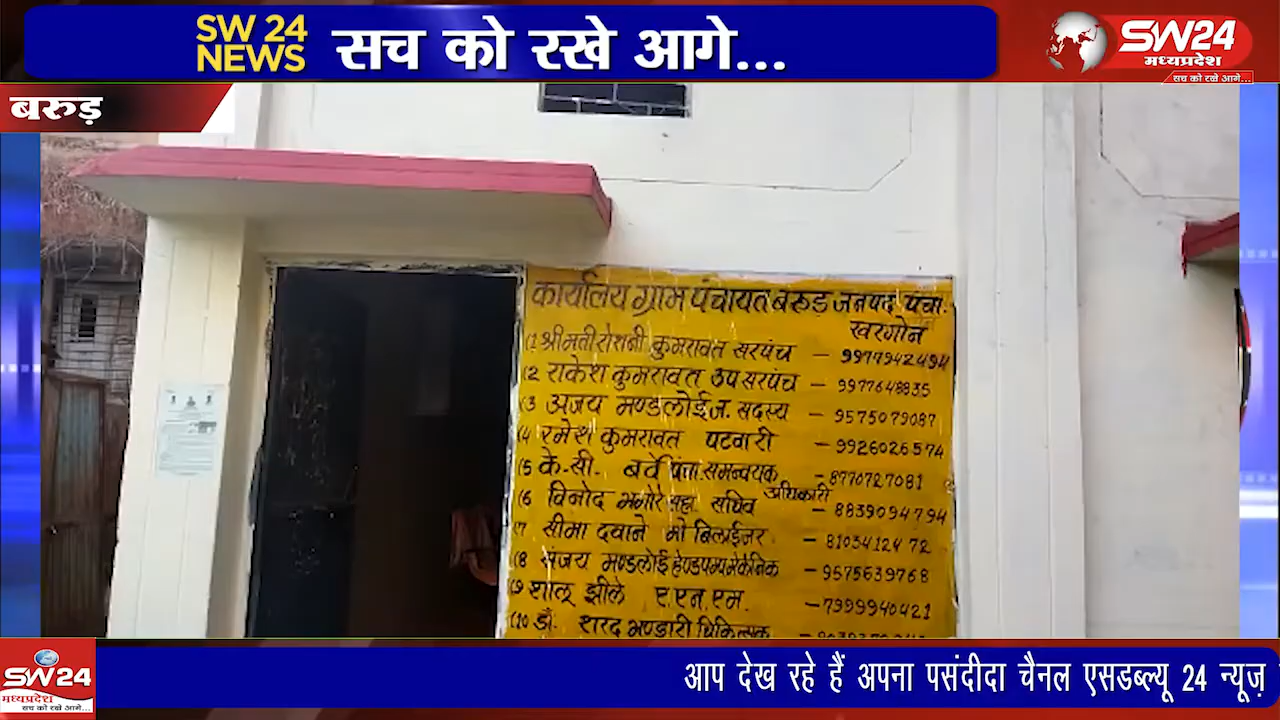 SW 24
NEWS
सच को रखे आगे...
SW24
मध्यप्रदेश
सच को रखे आगे...
बरुड़
कार्यालय ग्राम पंचायत बरुड़ जनपद पंचा.
खरगोन
(1 श्रीमती रोशनी कुमरावत सरपंच – 9977942494
(2 राकेश कुमरावत उप सरपंच – 9977648835
(3 अजय मण्डलोई ज. सदस्य – 9575079087
(4 रमेश कुमरावत पटवारी – 9926026574
(5 के.सी. बर्वे पंता. समन्वयक – 8770727081
अधिकारी
(6 विनोद भगोरे सहा सचिव – 8839094794
(7 सीमा दवाने मोबिलाईजर – 8103412472
(8 संजय मण्डलोई हेण्डपम्प मेकेनिक – 9575639768
(9 शालू झीले ए.एन.एम. – 7999940421
(10 डॉ. शरद भण्डारी चिकित्सक
SW24
मध्यप्रदेश
सच को रखे आगे...
आप देख रहे हैं अपना पसंदीदा चैनल एसडब्ल्यू 24 न्यूज़